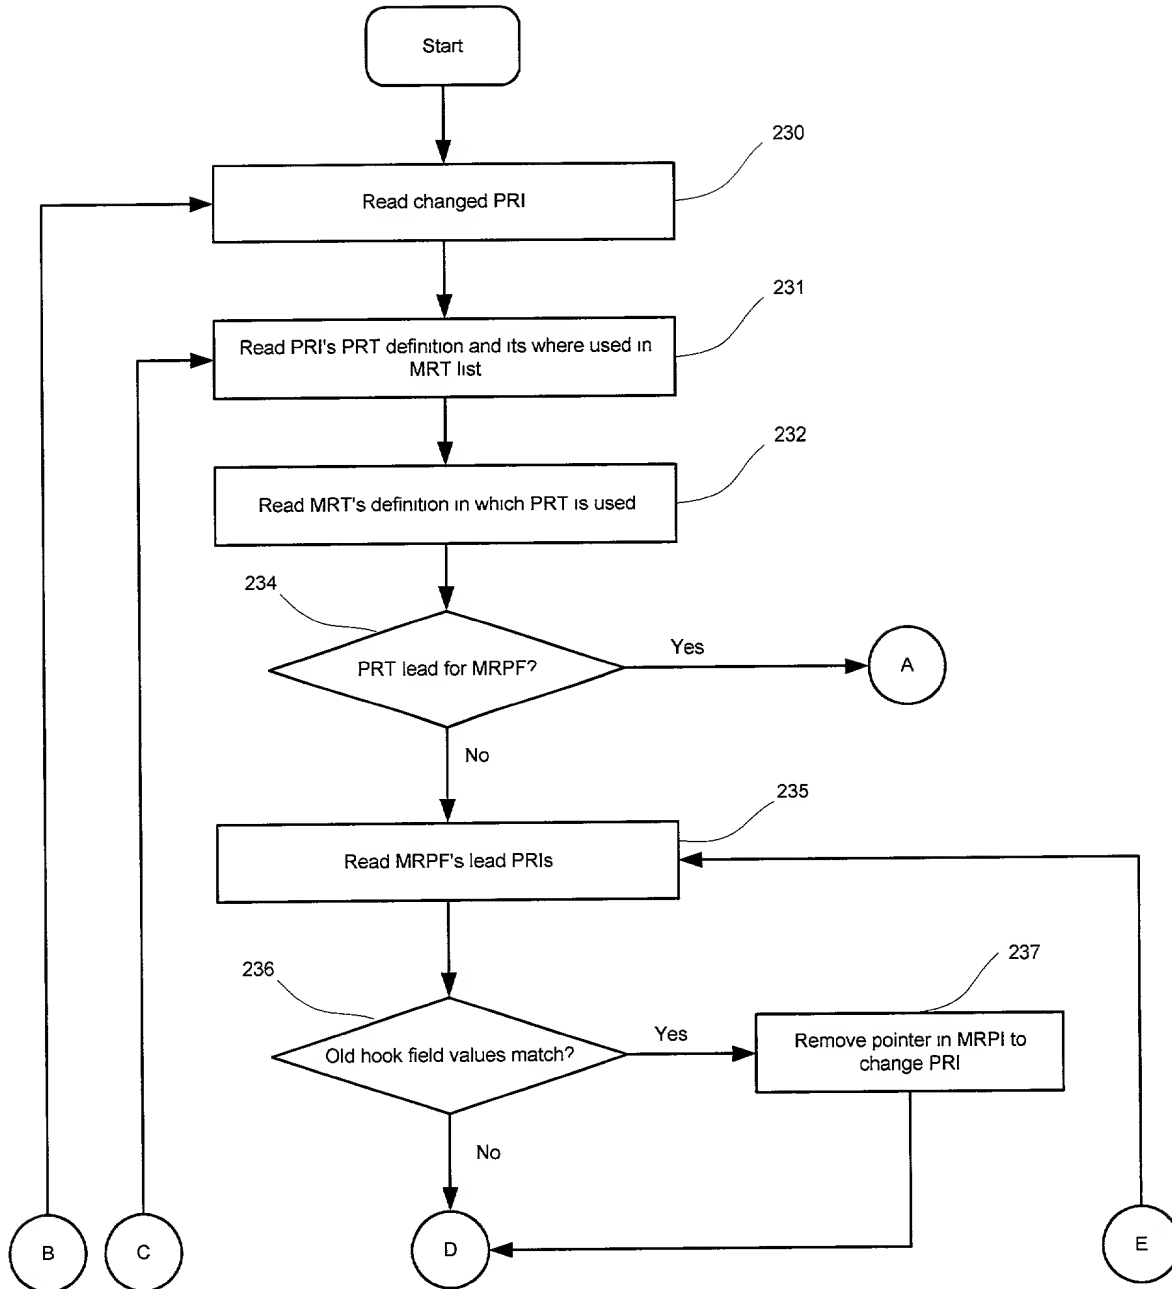 Start
230
Read changed PRI
231
Read PRI's PRT definition and its where used in
MRT list
232
Read MRT's definition in which PRT is used
234
PRT lead for MRPF?
Yes
A
No
235
Read MRPF's lead PRIs
236
237
Old hook field values match?
Yes
Remove pointer in MRPI to
change PRI
No
B
C
D
E